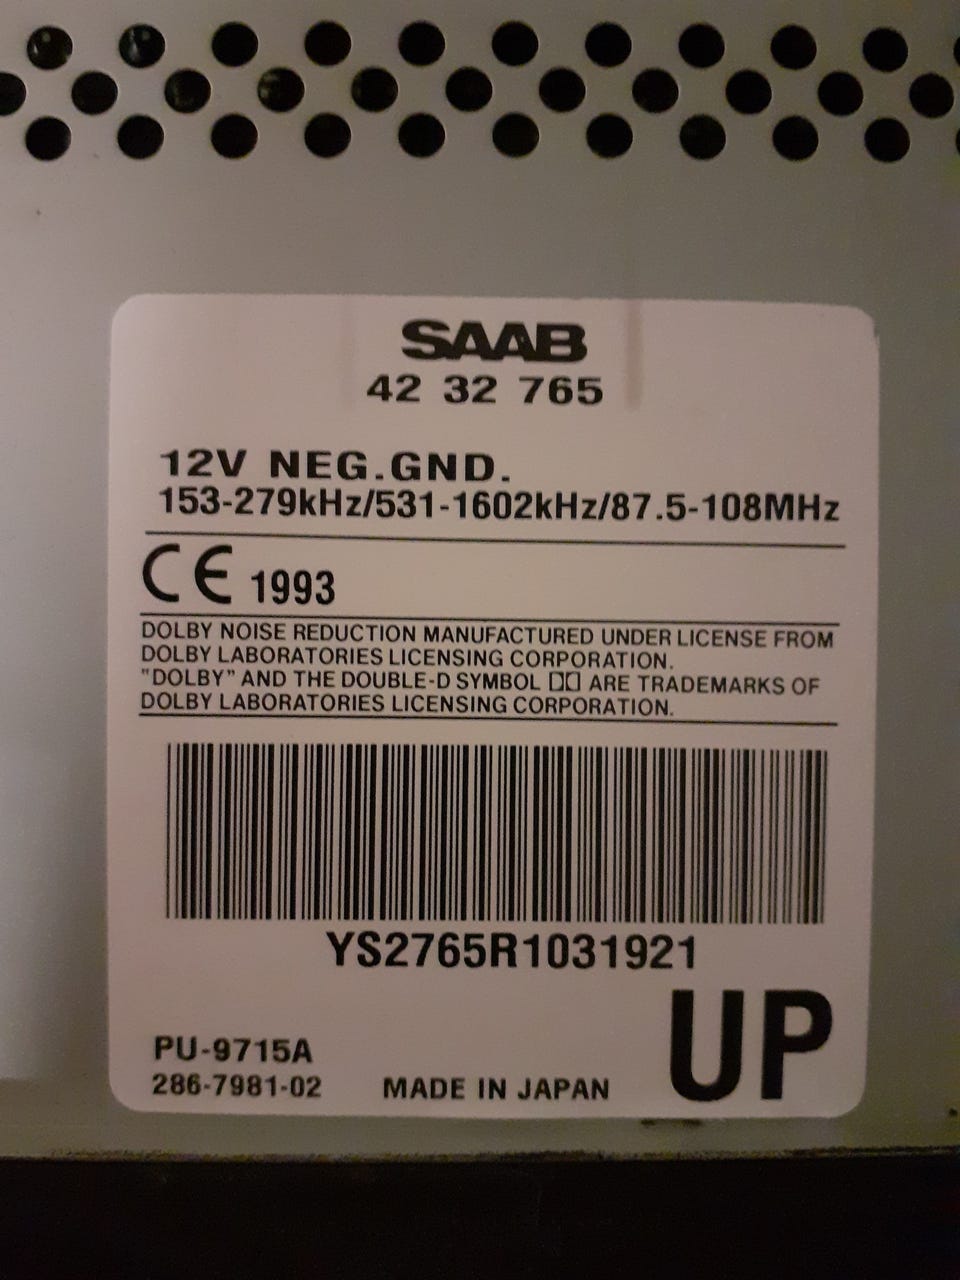 SAAB
42 32 765
12V NEG.GND.
153-279kHz/531-1602kHz/87.5-108MHz
CE 1993
DOLBY NOISE REDUCTION MANUFACTURED UNDER LICENSE FROM
DOLBY LABORATORIES LICENSING CORPORATION.
"DOLBY" AND THE DOUBLE-D SYMBOL ARE TRADEMARKS OF
DOLBY LABORATORIES LICENSING CORPORATION.
YS2765R1031921
UP
PU-9715A
286-7981-02 MADE IN JAPAN